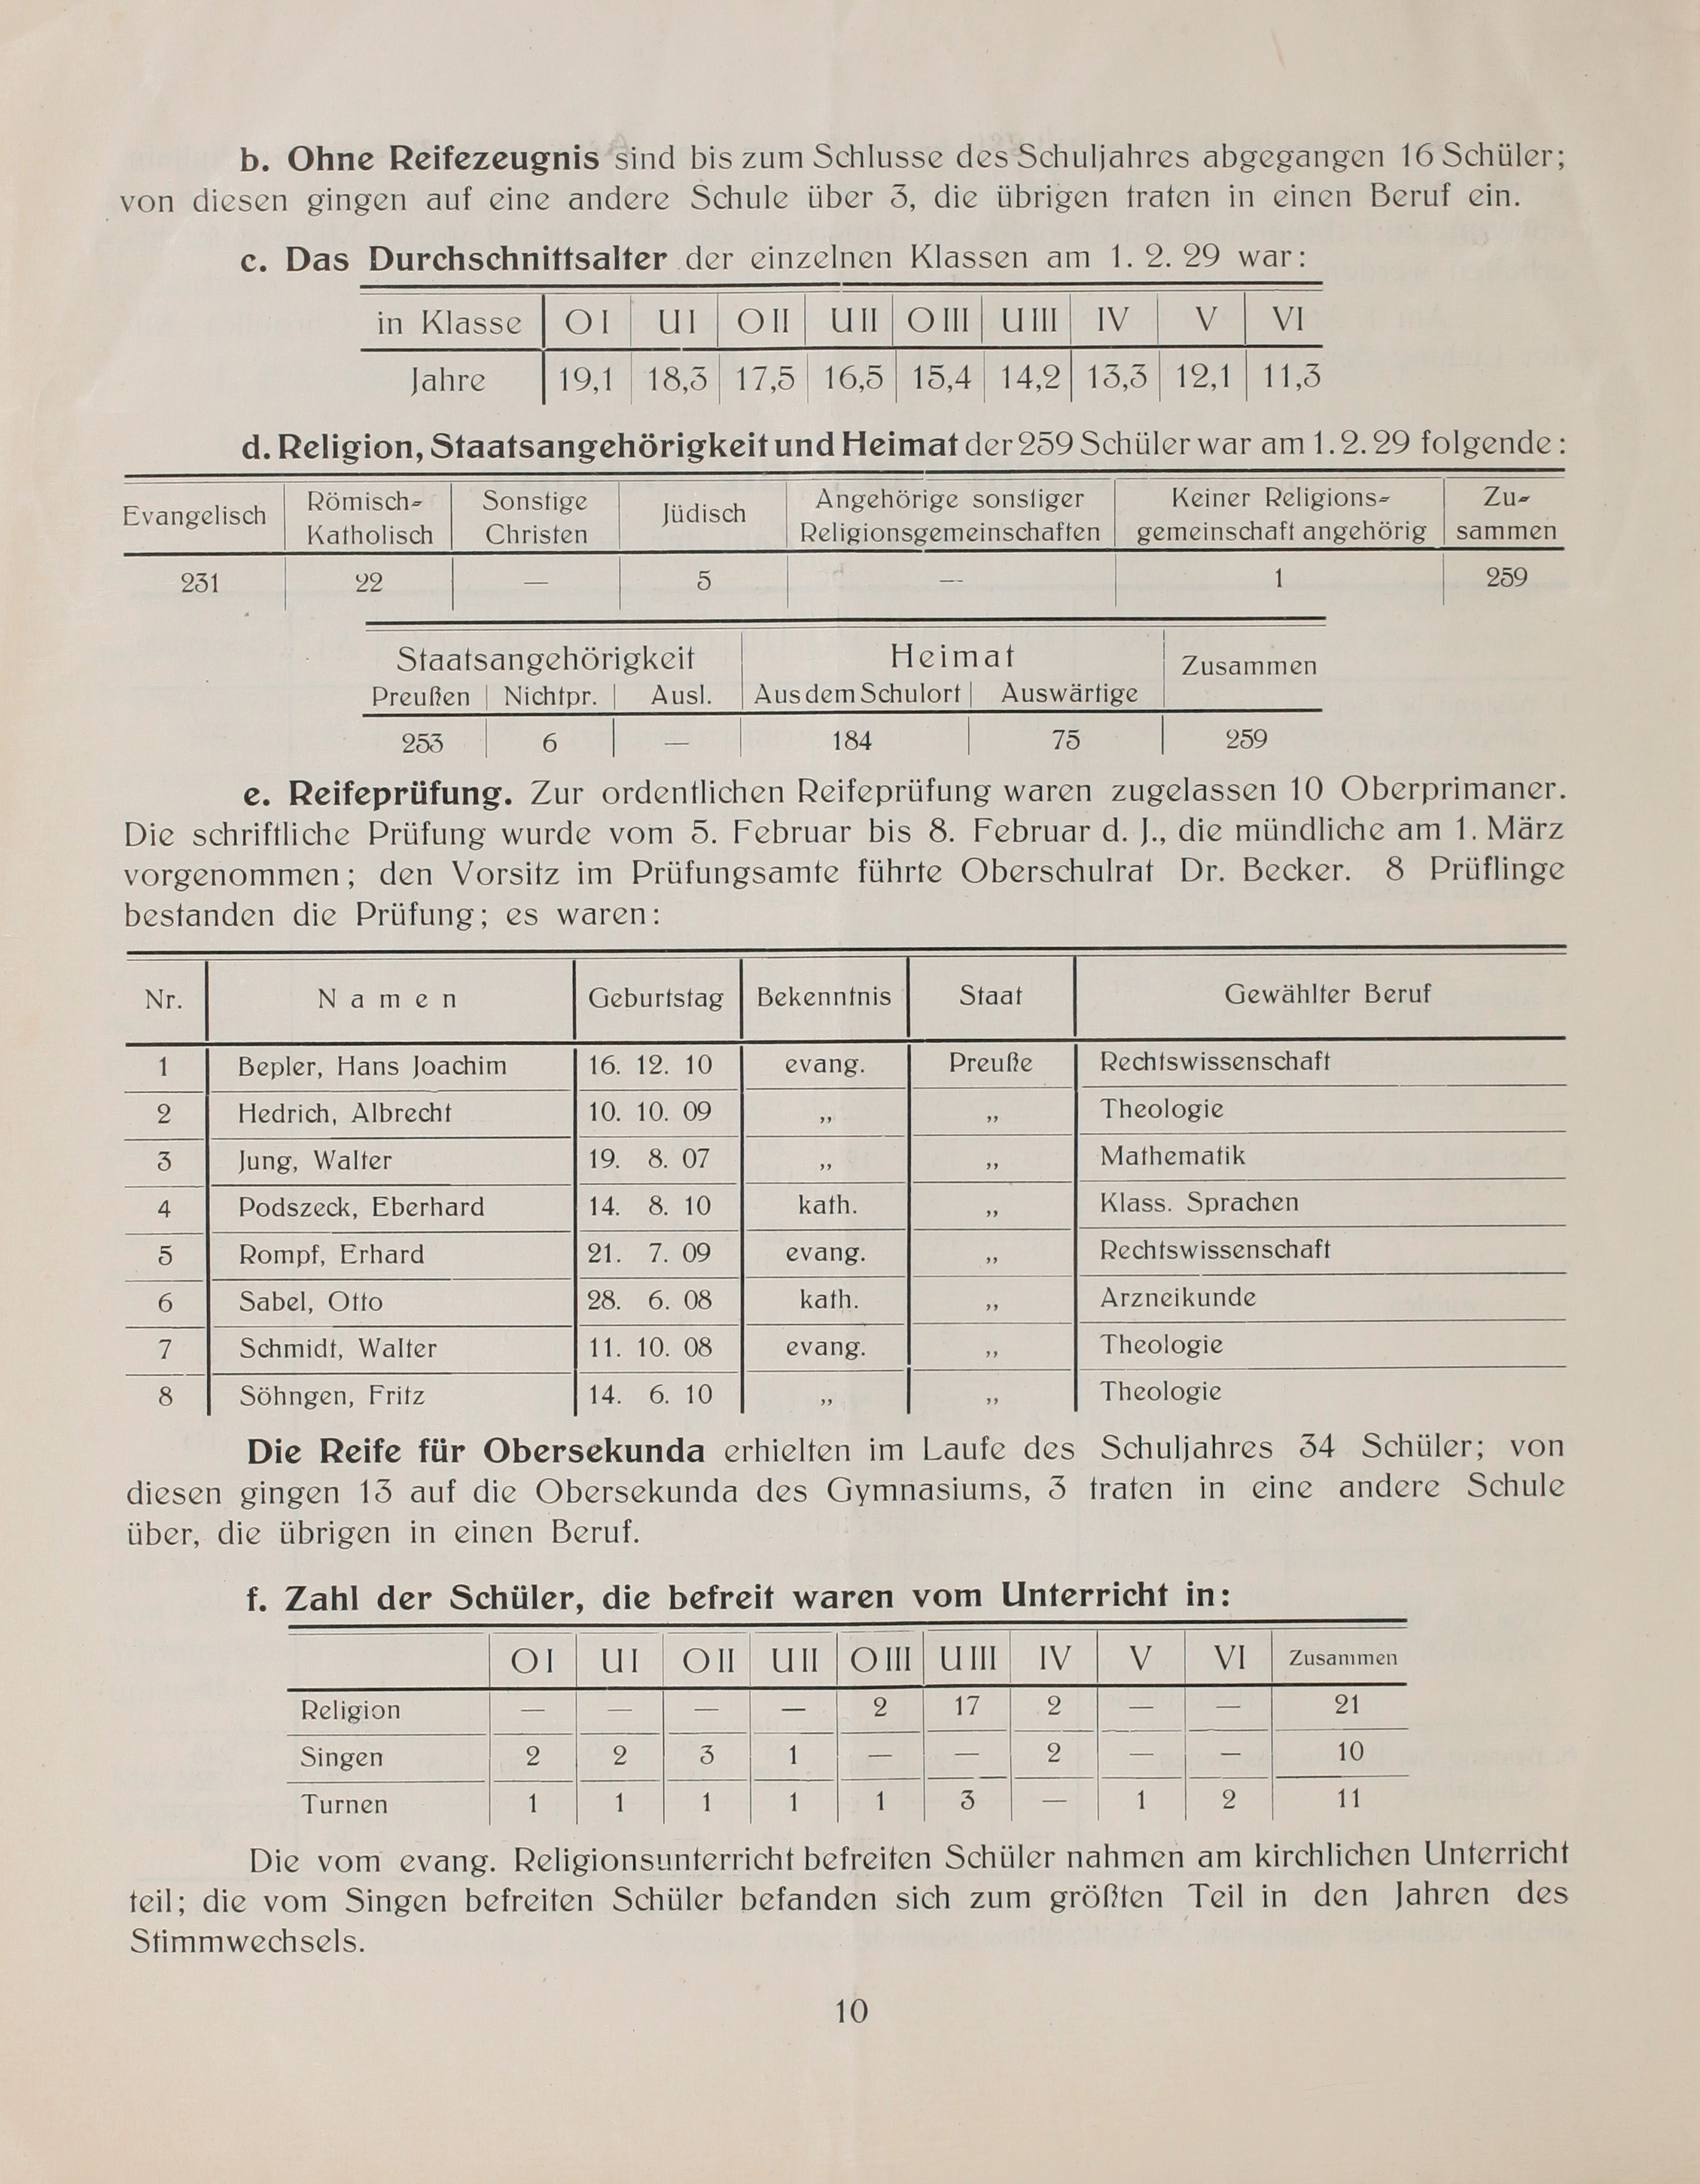 b. Ohne Reifezeugnis sind bis zum Schlusse des Schuljahres abgegangen 16 Schüler;
von diesen gingen auf eine andere Schule über 3, die übrigen traten in einen Beruf ein.
c. Das Durchschnittsalter der einzelnen Klassen am 1. 2. 29 war:
in Klasse O I U I O II U II O III U III IV V VI
Jahre 19,1 18,3 17,5 16,5 15,4 14,2 13,3 12,1 11,3
d. Religion, Staatsangehörigkeit und Heimat der 259 Schüler war am 1. 2. 29 folgende:
Evangelisch Römisch-Katholisch Sonstige Christen Jüdisch Angehörige sonstiger Religionsgemeinschaften Keiner Religionsgemeinschaft angehörig Zusammen
231 22 — 5 — 1 259
Staatsangehörigkeit Heimat Zusammen
Preußen Nichtpr. Ausl. Aus dem Schulort Auswärtige
253 6 — 184 75 259
e. Reifeprüfung. Zur ordentlichen Reifeprüfung waren zugelassen 10 Oberprimaner.
Die schriftliche Prüfung wurde vom 5. Februar bis 8. Februar d. J., die mündliche am 1. März
vorgenommen; den Vorsitz im Prüfungsamte führte Oberschulrat Dr. Becker. 8 Prüflinge
bestanden die Prüfung; es waren:
Nr. Namen Geburtstag Bekenntnis Staat Gewählter Beruf
1 Bepler, Hans Joachim 16. 12. 10 evang. Preuße Rechtswissenschaft
2 Hedrich, Albrecht 10. 10. 09 „ „ Theologie
3 Jung, Walter 19. 8. 07 „ „ Mathematik
4 Podszeck, Eberhard 14. 8. 10 kath. „ Klass. Sprachen
5 Rompf, Erhard 21. 7. 09 evang. „ Rechtswissenschaft
6 Sabel, Otto 28. 6. 08 kath. „ Arzneikunde
7 Schmidt, Walter 11. 10. 08 evang. „ Theologie
8 Söhngen, Fritz 14. 6. 10 „ „ Theologie
Die Reife für Obersekunda erhielten im Laufe des Schuljahres 34 Schüler; von
diesen gingen 13 auf die Obersekunda des Gymnasiums, 3 traten in eine andere Schule
über, die übrigen in einen Beruf.
f. Zahl der Schüler, die befreit waren vom Unterricht in:
O I U I O II U II O III U III IV V VI Zusammen
Religion — — — — 2 17 2 — — 21
Singen 2 2 3 1 — — 2 — — 10
Turnen 1 1 1 1 1 3 — 1 2 11
Die vom evang. Religionsunterricht befreiten Schüler nahmen am kirchlichen Unterricht
teil; die vom Singen befreiten Schüler befanden sich zum größten Teil in den Jahren des
Stimmwechsels.
10